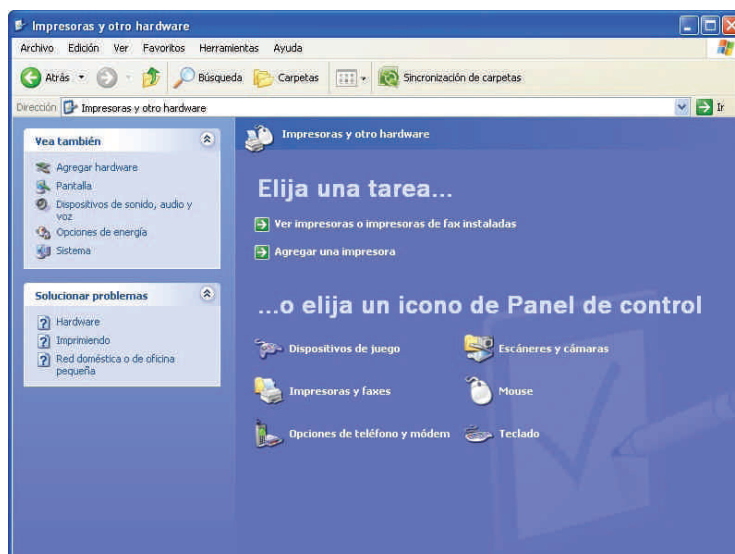 Impresoras y otro hardware
Archivo Edición Ver Favoritos Herramientas Ayuda
Atrás Búsqueda Carpetas Sincronización de carpetas
Dirección Impresoras y otro hardware Ir
Vea también
Agregar hardware
Pantalla
Dispositivos de sonido, audio y
voz
Opciones de energía
Sistema
Solucionar problemas
Hardware
Imprimiendo
Red doméstica o de oficina
pequeña
Impresoras y otro hardware
Elija una tarea...
Ver impresoras o impresoras de fax instaladas
Agregar una impresora
...o elija un icono de Panel de control
Dispositivos de juego Escáneres y cámaras
Impresoras y faxes Mouse
Opciones de teléfono y módem Teclado